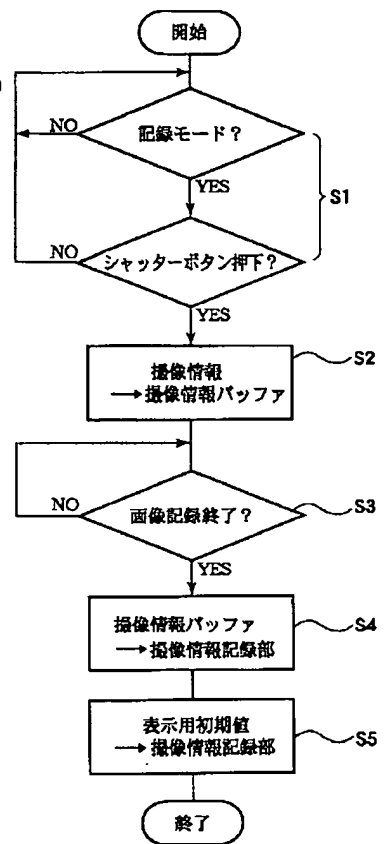 開始
記録モード?
NO
YES
S1
シャッターボタン押下?
NO
YES
撮像情報
→撮像情報バッファ
S2
画像記録終了?
NO
S3
YES
撮像情報バッファ
→撮像情報記録部
S4
表示用初期値
→撮像情報記録部
S5
終了